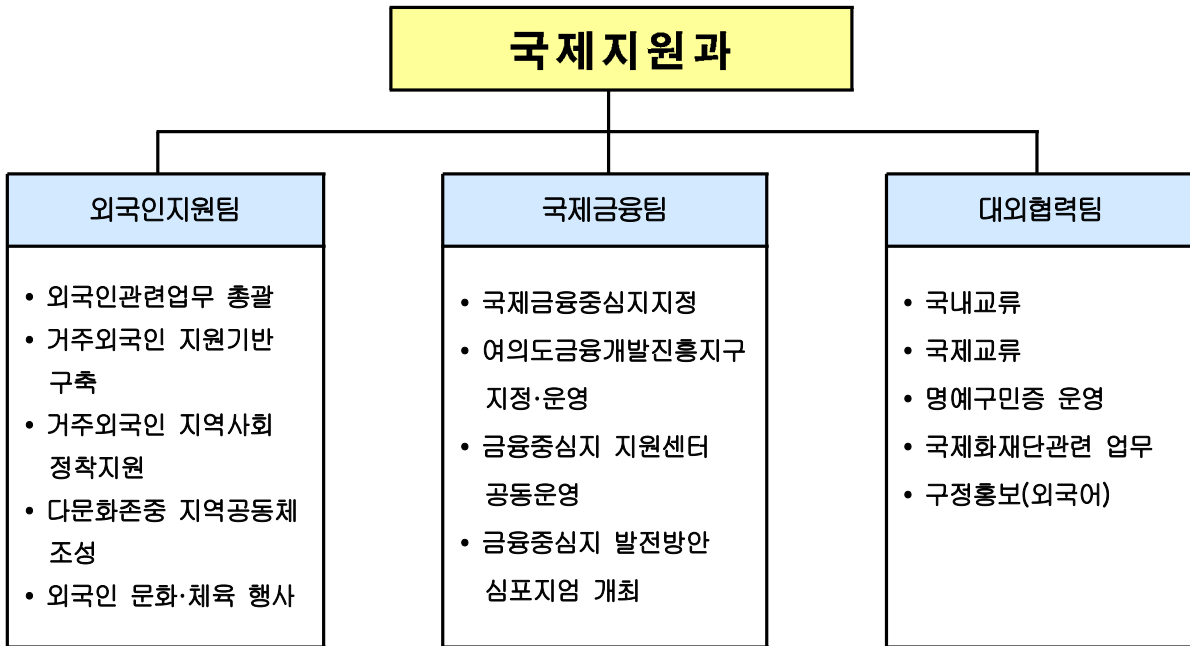 국제지원과
외국인지원팀
• 외국인관련업무 총괄
• 거주외국인 지원기반
구축
• 거주외국인 지역사회
정착지원
• 다문화존중 지역공동체
조성
• 외국인 문화·체육 행사
국제금융팀
• 국제금융중심지지정
• 여의도금융개발진흥지구
지정·운영
• 금융중심지 지원센터
공동운영
• 금융중심지 발전방안
심포지엄 개최
대외협력팀
• 국내교류
• 국제교류
• 명예구민증 운영
• 국제화재단관련 업무
• 구정홍보(외국어)